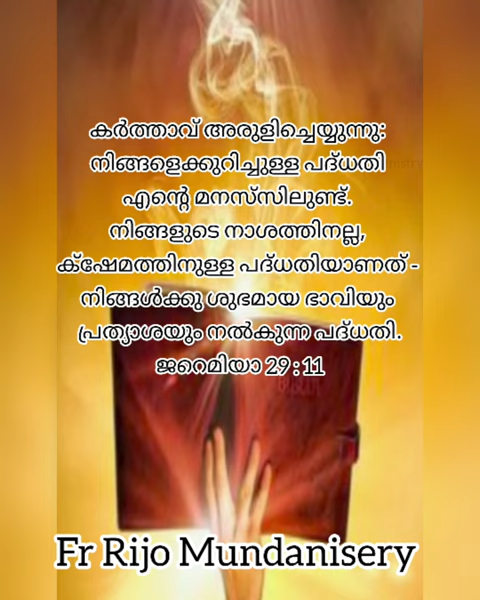 കർത്താവ് അരുളിച്ചെയ്യുന്നു:
നിങ്ങളെക്കുറിച്ചുള്ള പദ്ധതി
എന്റെ മനസ്സിലുണ്ട്.
നിങ്ങളുടെ നാശത്തിനല്ല,
ക്ഷേമത്തിനുള്ള പദ്ധതിയാണത് -
നിങ്ങൾക്കു ശുഭമായ ഭാവിയും
പ്രത്യാശയും നൽകുന്ന പദ്ധതി.
ജറെമിയാ 29 : 11
Fr Rijo Mundanisery